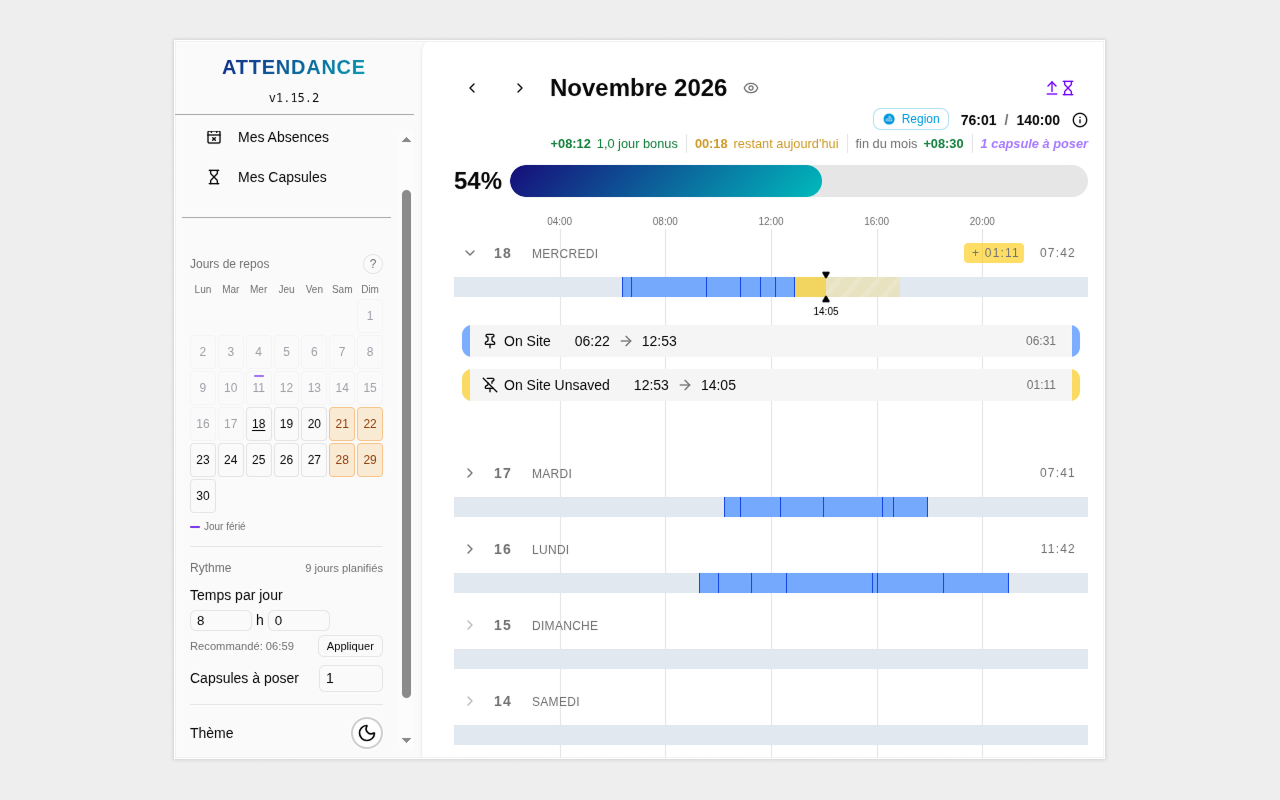 ATTENDANCE
v1.15.2
Mes Absences
Mes Capsules
Jours de repos ?
Lun Mar Mer Jeu Ven Sam Dim
1
2 3 4 5 6 7 8
9 10 11 12 13 14 15
16 17 18 19 20 21 22
23 24 25 26 27 28 29
30
Jour férié
Rythme 9 jours planifiés
Temps par jour
8 h 0
Recommandé: 06:59 Appliquer
Capsules à poser 1
Thème
Novembre 2026
Region 76:01 / 140:00
+08:12 1,0 jour bonus 00:18 restant aujourd'hui fin du mois +08:30 1 capsule à poser
54%
04:00 08:00 12:00 16:00 20:00
18 MERCREDI + 01:11 07:42
14:05
On Site 06:22 → 12:53 06:31
On Site Unsaved 12:53 → 14:05 01:11
17 MARDI 07:41
16 LUNDI 11:42
15 DIMANCHE
14 SAMEDI